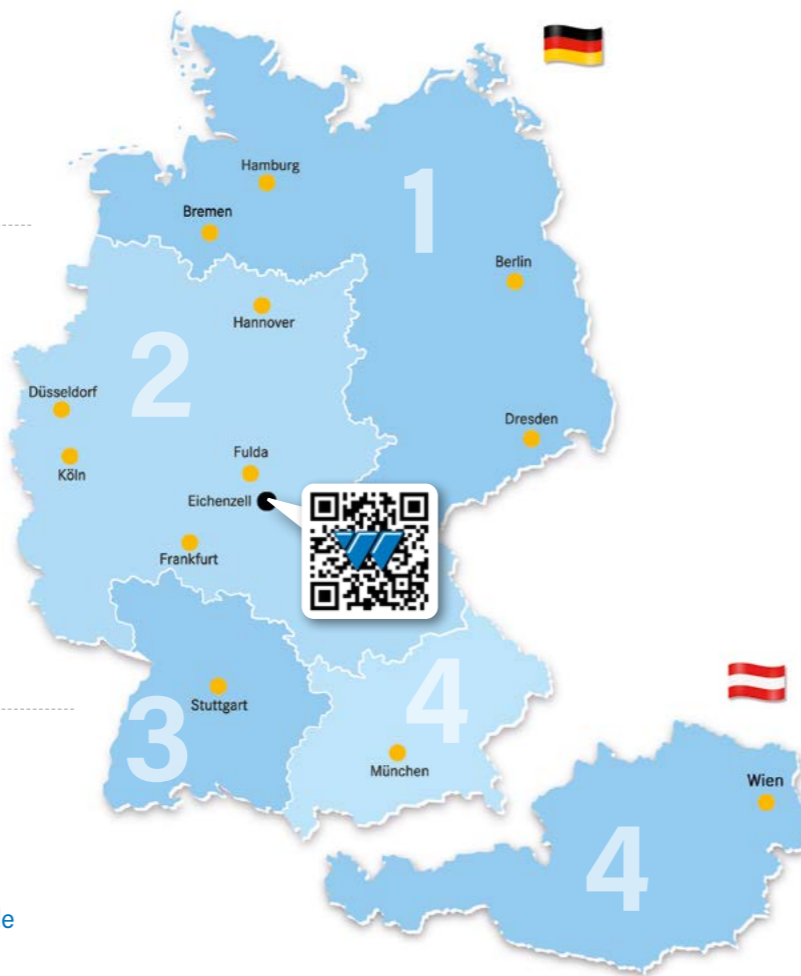 Hamburg
1
Bremen
Berlin
Hannover
2
Düsseldorf
Dresden
Fulda
Köln
Eichenzell
Frankfurt
4
Stuttgart
3
München
Wien
4
e